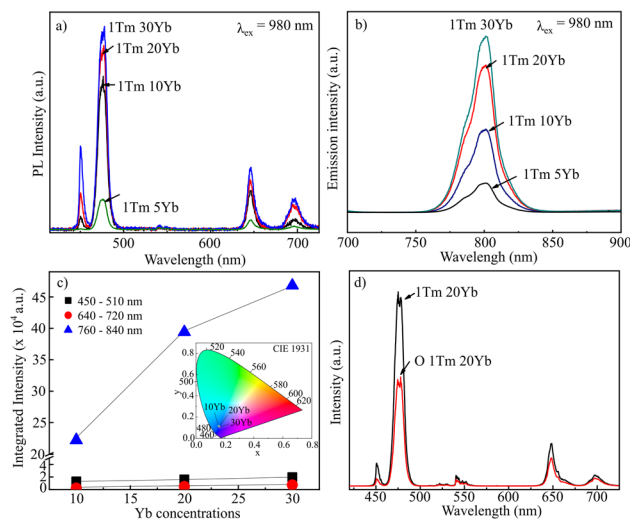 a)
λex = 980 nm
1Tm 30Yb
1Tm 20Yb
1Tm 10Yb
1Tm 5Yb
PL Intensity (a.u.)
500 600 700
Wavelength (nm)
b)
1Tm 30Yb
λex = 980 nm
1Tm 20Yb
1Tm 10Yb
1Tm 5Yb
Emission intensity (a.u.)
700 750 800 850 900
Wavelength (nm)
c)
450 - 510 nm
640 - 720 nm
760 - 840 nm
Integrated Intensity (x 10⁴ a.u.)
45
40
35
30
25
20
4
2
0
10 15 20 25 30
Yb concentrations
CIE 1931
520
540
560
580
600
620
500
480
460
10Yb
20Yb
30Yb
0.8
0.6
0.4
0.2
0.0
y
0.2 0.4 0.6 0.8
x
d)
1Tm 20Yb
O 1Tm 20Yb
Intensity (a.u.)
450 500 550 600 650 700
Wavelength (nm)